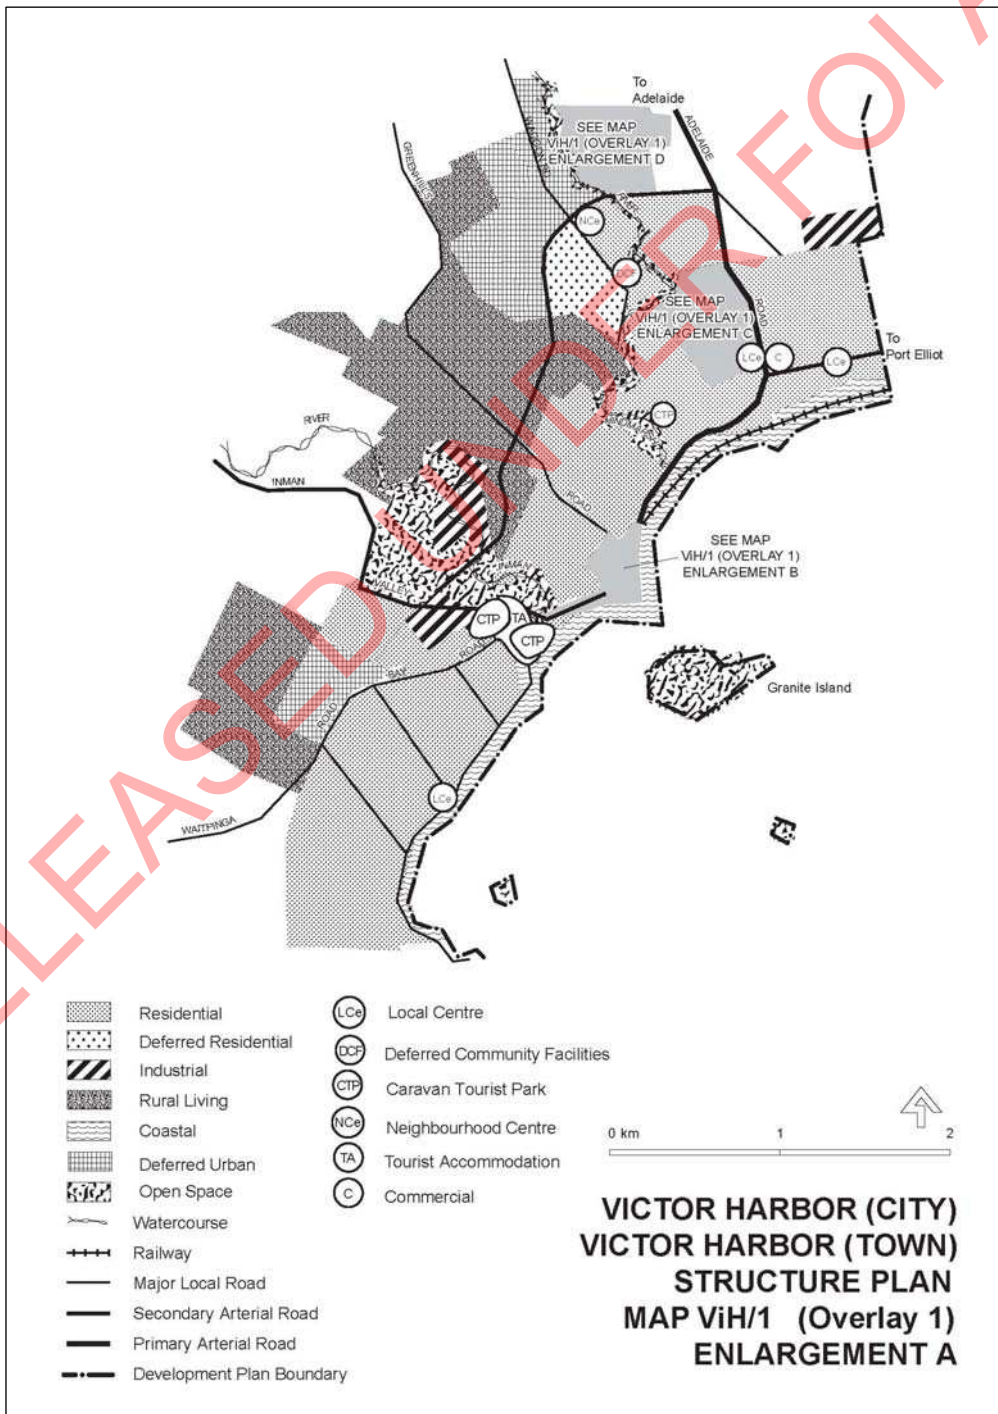 To
Adelaide
ADELAIDE
SEE MAP
ViH/1 (OVERLAY 1)
ENLARGEMENT D
GREENHILLS
NCe
DCF
SEE MAP
ViH/1 (OVERLAY 1)
ENLARGEMENT C
ROAD
To
Port Elliot
LCe
C
LCe
CTP
RIVER
INMAN
ROAD
SEE MAP
ViH/1 (OVERLAY 1)
ENLARGEMENT B
INMAN
VALLEY
CTP
TA
CTP
ROAD
BAY
ROAD
Granite Island
LCe
WAITPINGA
Residential
Deferred Residential
Industrial
Rural Living
Coastal
Deferred Urban
Open Space
Watercourse
Railway
Major Local Road
Secondary Arterial Road
Primary Arterial Road
Development Plan Boundary
LCe Local Centre
DCF Deferred Community Facilities
CTP Caravan Tourist Park
NCe Neighbourhood Centre
TA Tourist Accommodation
C Commercial
0 km 1 2
VICTOR HARBOR (CITY)
VICTOR HARBOR (TOWN)
STRUCTURE PLAN
MAP ViH/1 (Overlay 1)
ENLARGEMENT A
LEASED UNDER FOI A